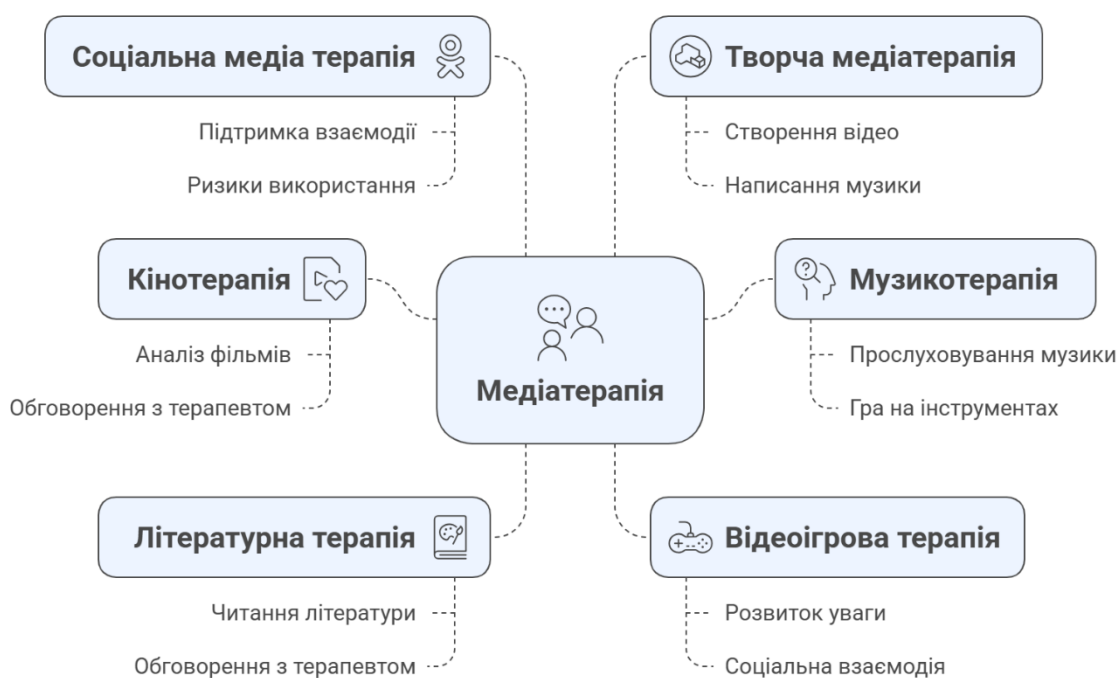 Соціальна медіа терапія
Підтримка взаємодії
Ризики використання
Творча медіатерапія
Створення відео
Написання музики
Кінотерапія
Аналіз фільмів
Обговорення з терапевтом
Медіатерапія
Музикотерапія
Прослуховування музики
Гра на інструментах
Літературна терапія
Читання літератури
Обговорення з терапевтом
Відеоігрова терапія
Розвиток уваги
Соціальна взаємодія